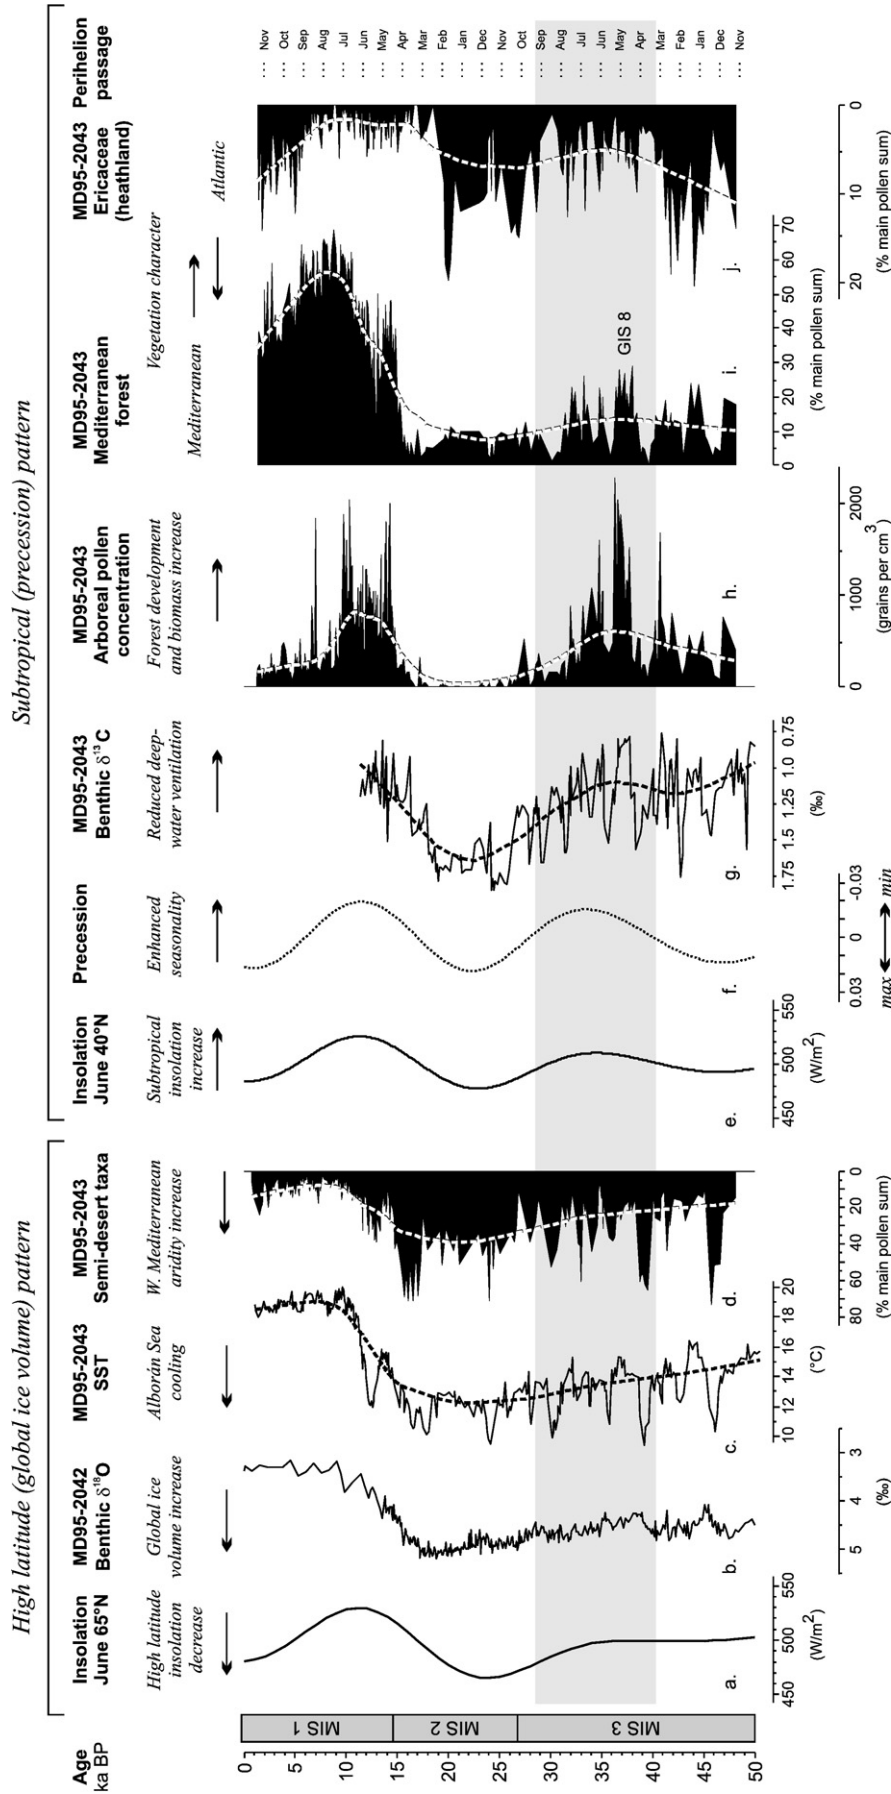 High latitude (global ice volume) pattern
Subtropical (precession) pattern
Age
ka BP
Insolation
June 65°N
MD95-2042
Benthic δ18O
MD95-2043
SST
MD95-2043
Semi-desert taxa
Insolation
June 40°N
Precession
MD95-2043
Benthic δ13 C
MD95-2043
Arboreal pollen
concentration
MD95-2043
Mediterranean
forest
MD95-2043
Ericaceae
(heathland)
Perihelion
passage
High latitude
insolation
decrease
Global ice
volume increase
Alborán Sea
cooling
W. Mediterranean
aridity increase
Subtropical
insolation
increase
Enhanced
seasonality
Reduced deep-
water ventilation
Forest development
and biomass increase
Vegetation character
Mediterranean
Atlantic
0
5
10
15
20
25
30
35
40
45
50
MIS 1
MIS 2
MIS 3
... Nov
... Oct
... Sep
... Aug
... Jul
... Jun
... May
... Apr
... Mar
... Feb
... Jan
... Dec
... Nov
... Oct
... Sep
... Aug
... Jul
... Jun
... May
... Apr
... Mar
... Feb
... Jan
... Dec
... Nov
GIS 8
a.
b.
c.
d.
e.
f.
g.
h.
i.
j.
450 500 550
(W/m2)
5 4 3
(‰)
10 12 14 16 18 20
(°C)
80 60 40 20 0
(% main pollen sum)
450 500 550
(W/m2)
0.03 0 -0.03
max min
1.75 1.5 1.25 1.0 0.75
(‰)
0 1000 2000
(grains per cm3)
0 10 20 30 40 50 60 70
(% main pollen sum)
20 10 0
(% main pollen sum)